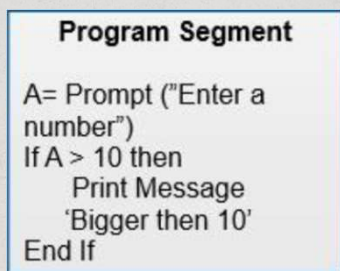 Program Segment
A= Prompt ("Enter a
number")
If A > 10 then
Print Message
‘Bigger then 10’
End If